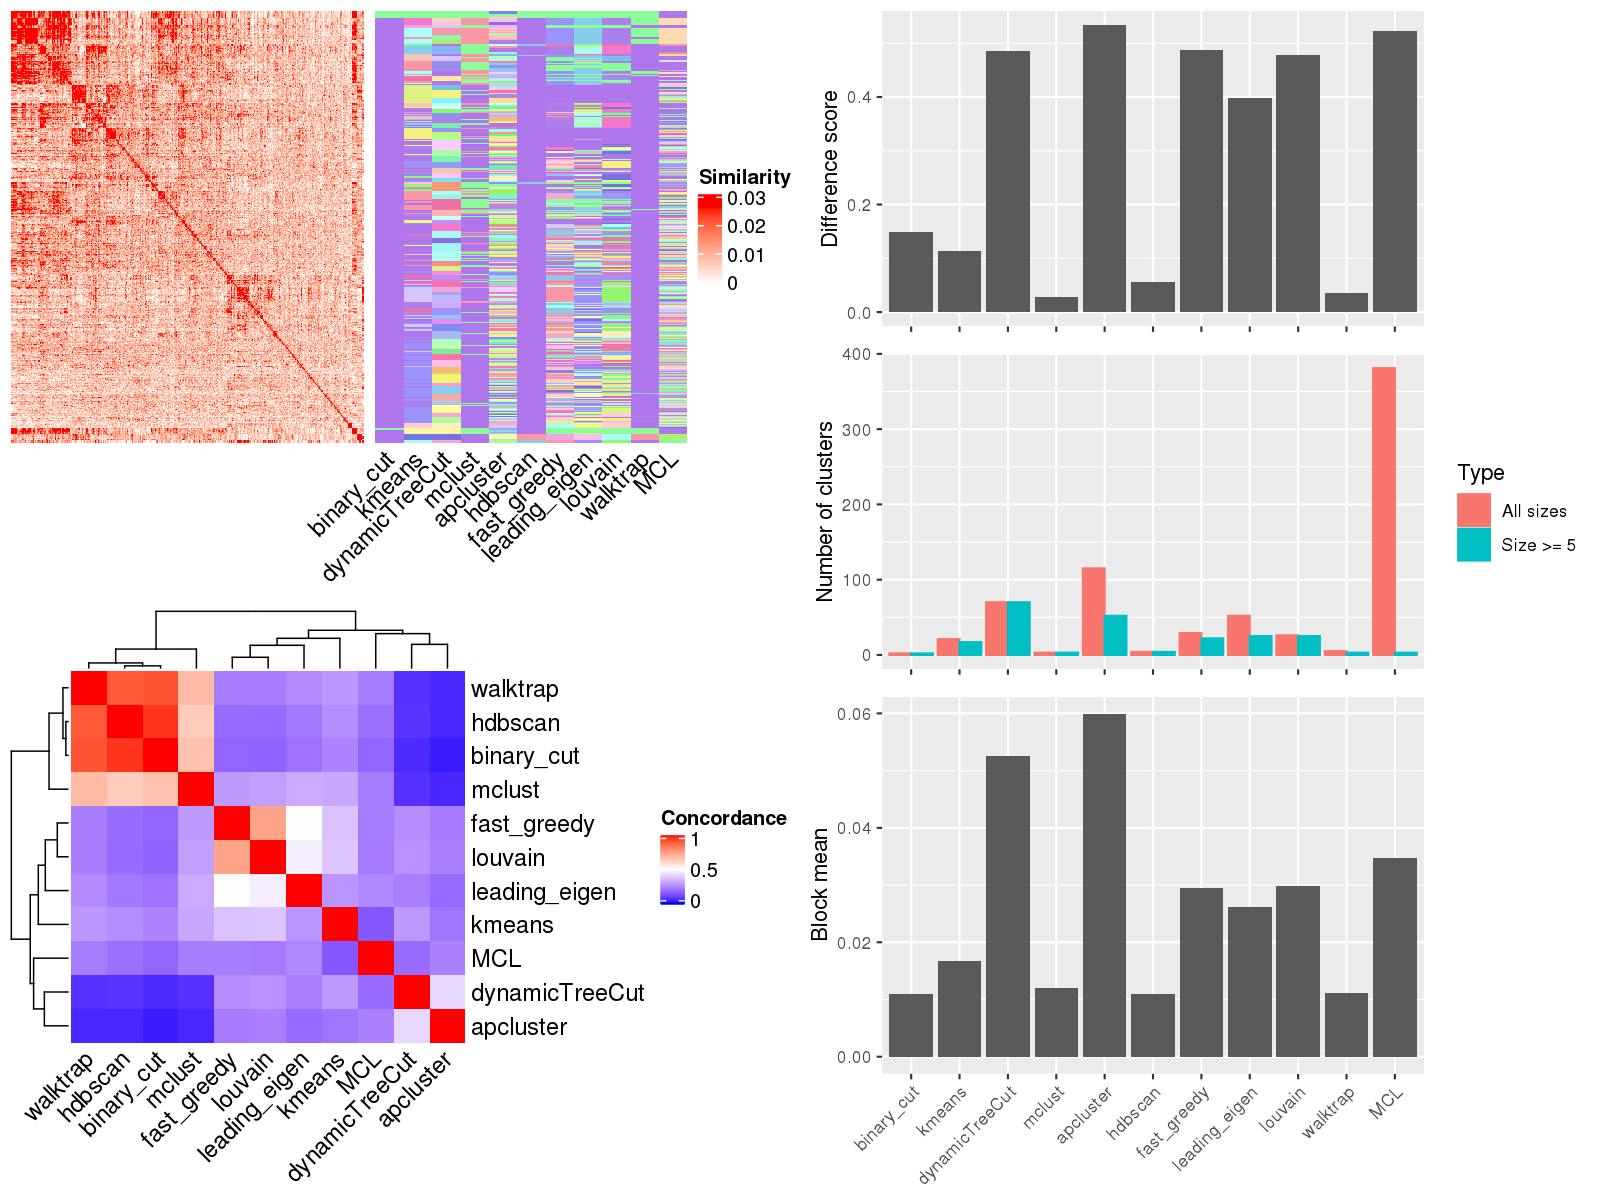 Similarity
0.03
0.02
0.01
0
binary_cut
kmeans
dynamicTreeCut
mclust
apcluster
hdbscan
fast_greedy
leading_eigen
louvain
walktrap
MCL
walktrap
hdbscan
binary_cut
mclust
fast_greedy
louvain
leading_eigen
kmeans
MCL
dynamicTreeCut
apcluster
Concordance
1
0.5
0
walktrap
hdbscan
binary_cut
mclust
fast_greedy
louvain
leading_eigen
kmeans
MCL
dynamicTreeCut
apcluster
Difference score
0.4
0.2
0.0
Number of clusters
400
300
200
100
0
Type
All sizes
Size >= 5
Block mean
0.06
0.04
0.02
0.00
binary_cut
kmeans
dynamicTreeCut
mclust
apcluster
hdbscan
fast_greedy
leading_eigen
louvain
walktrap
MCL